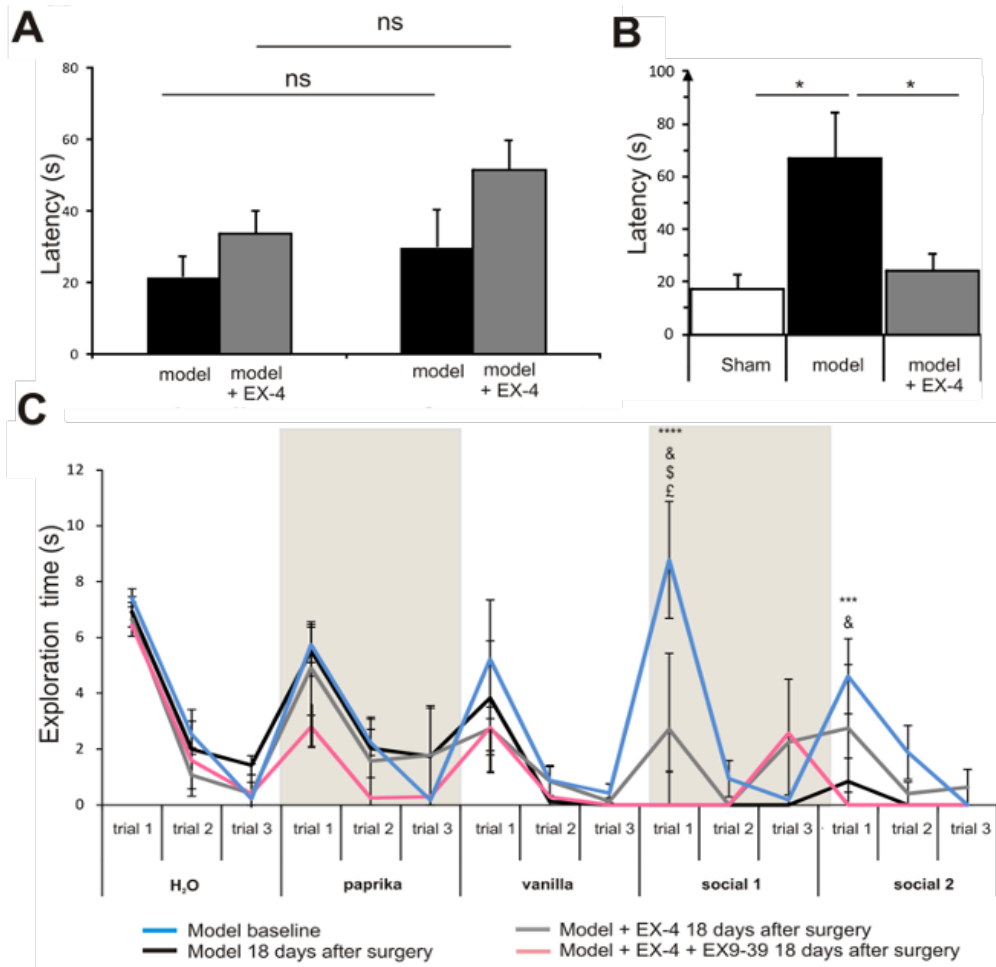 A
ns
ns
80
60
40
20
0
Latency (s)
model
model
+ EX-4
model
model
+ EX-4
B
100
80
60
40
20
0
Latency (s)
*
*
Sham
model
model
+ EX-4
C
12
10
8
6
4
2
0
Exploration time (s)
****
&
$
£
***
&
trial 1 trial 2 trial 3 trial 1 trial 2 trial 3 trial 1 trial 2 trial 3 trial 1 trial 2 trial 3 trial 1 trial 2 trial 3
H₂O paprika vanilla social 1 social 2
Model baseline
Model 18 days after surgery
Model + EX-4 18 days after surgery
Model + EX-4 + EX9-39 18 days after surgery